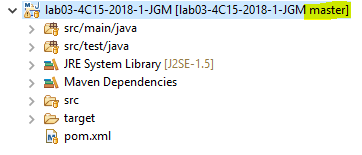 lab03-4C15-2018-1-JGM [lab03-4C15-2018-1-JGM master]
src/main/java
src/test/java
JRE System Library [J2SE-1.5]
Maven Dependencies
src
target
pom.xml